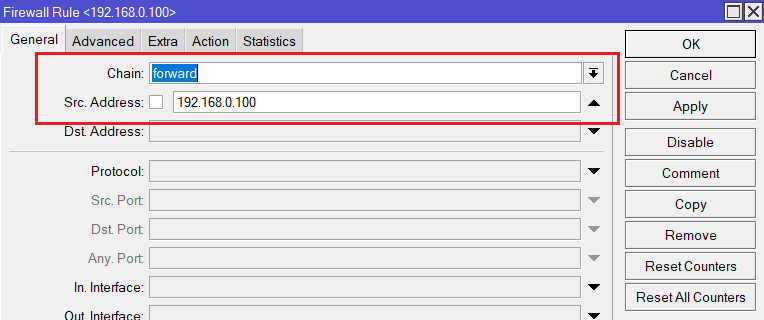 Firewall Rule <192.168.0.100>
General Advanced Extra Action Statistics
Chain: forward
Src. Address: 192.168.0.100
Dst. Address:
Protocol:
Src. Port:
Dst. Port:
Any. Port:
In. Interface:
Out. Interface:
OK
Cancel
Apply
Disable
Comment
Copy
Remove
Reset Counters
Reset All Counters